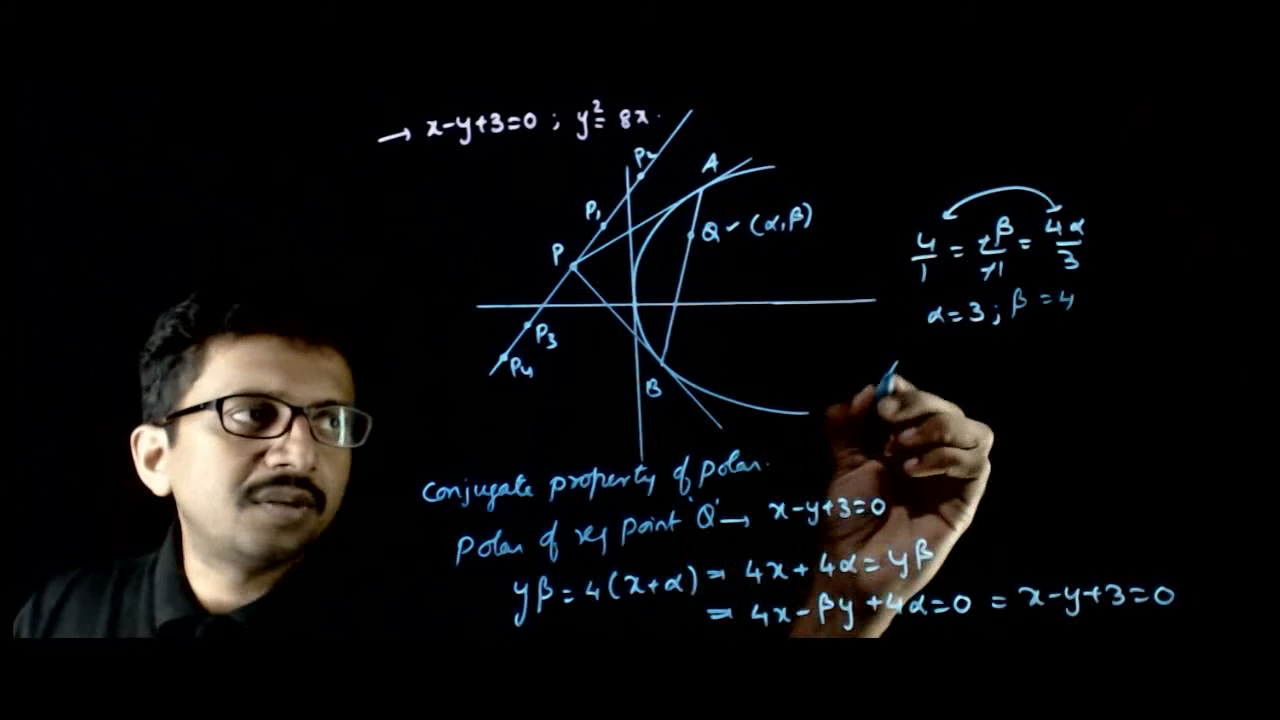 → x-y+3=0 ; y²=8x.
P2
A
P1
Q - (α,β)
P
P3
P4
B
4/1 = +β/+1 = 4α/3
α=3 ; β=4
Conjugate property of polar.
polar of req point 'Q' → x-y+3=0
yβ=4(x+α) ⇒ 4x+4α=yβ
⇒ 4x-βy+4α=0 = x-y+3=0